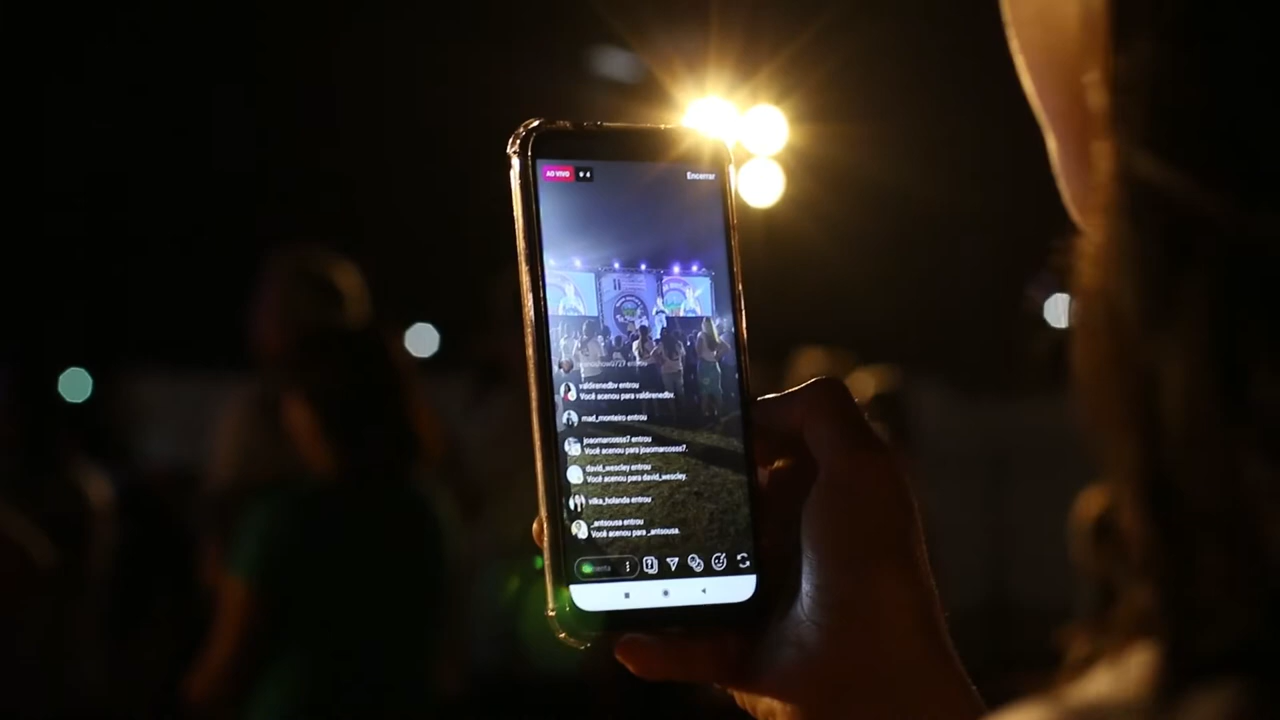 AO VIVO
4
Encerrar
entrou
valdirenedbv entrou
Você acenou para valdirenedbv.
mad_monteiro entrou
joaomarcosss7 entrou
Você acenou para joaomarcosss7.
david_wescley entrou
Você acenou para david_wescley.
vilka_holanda entrou
_antsousa entrou
Você acenou para _antsousa.